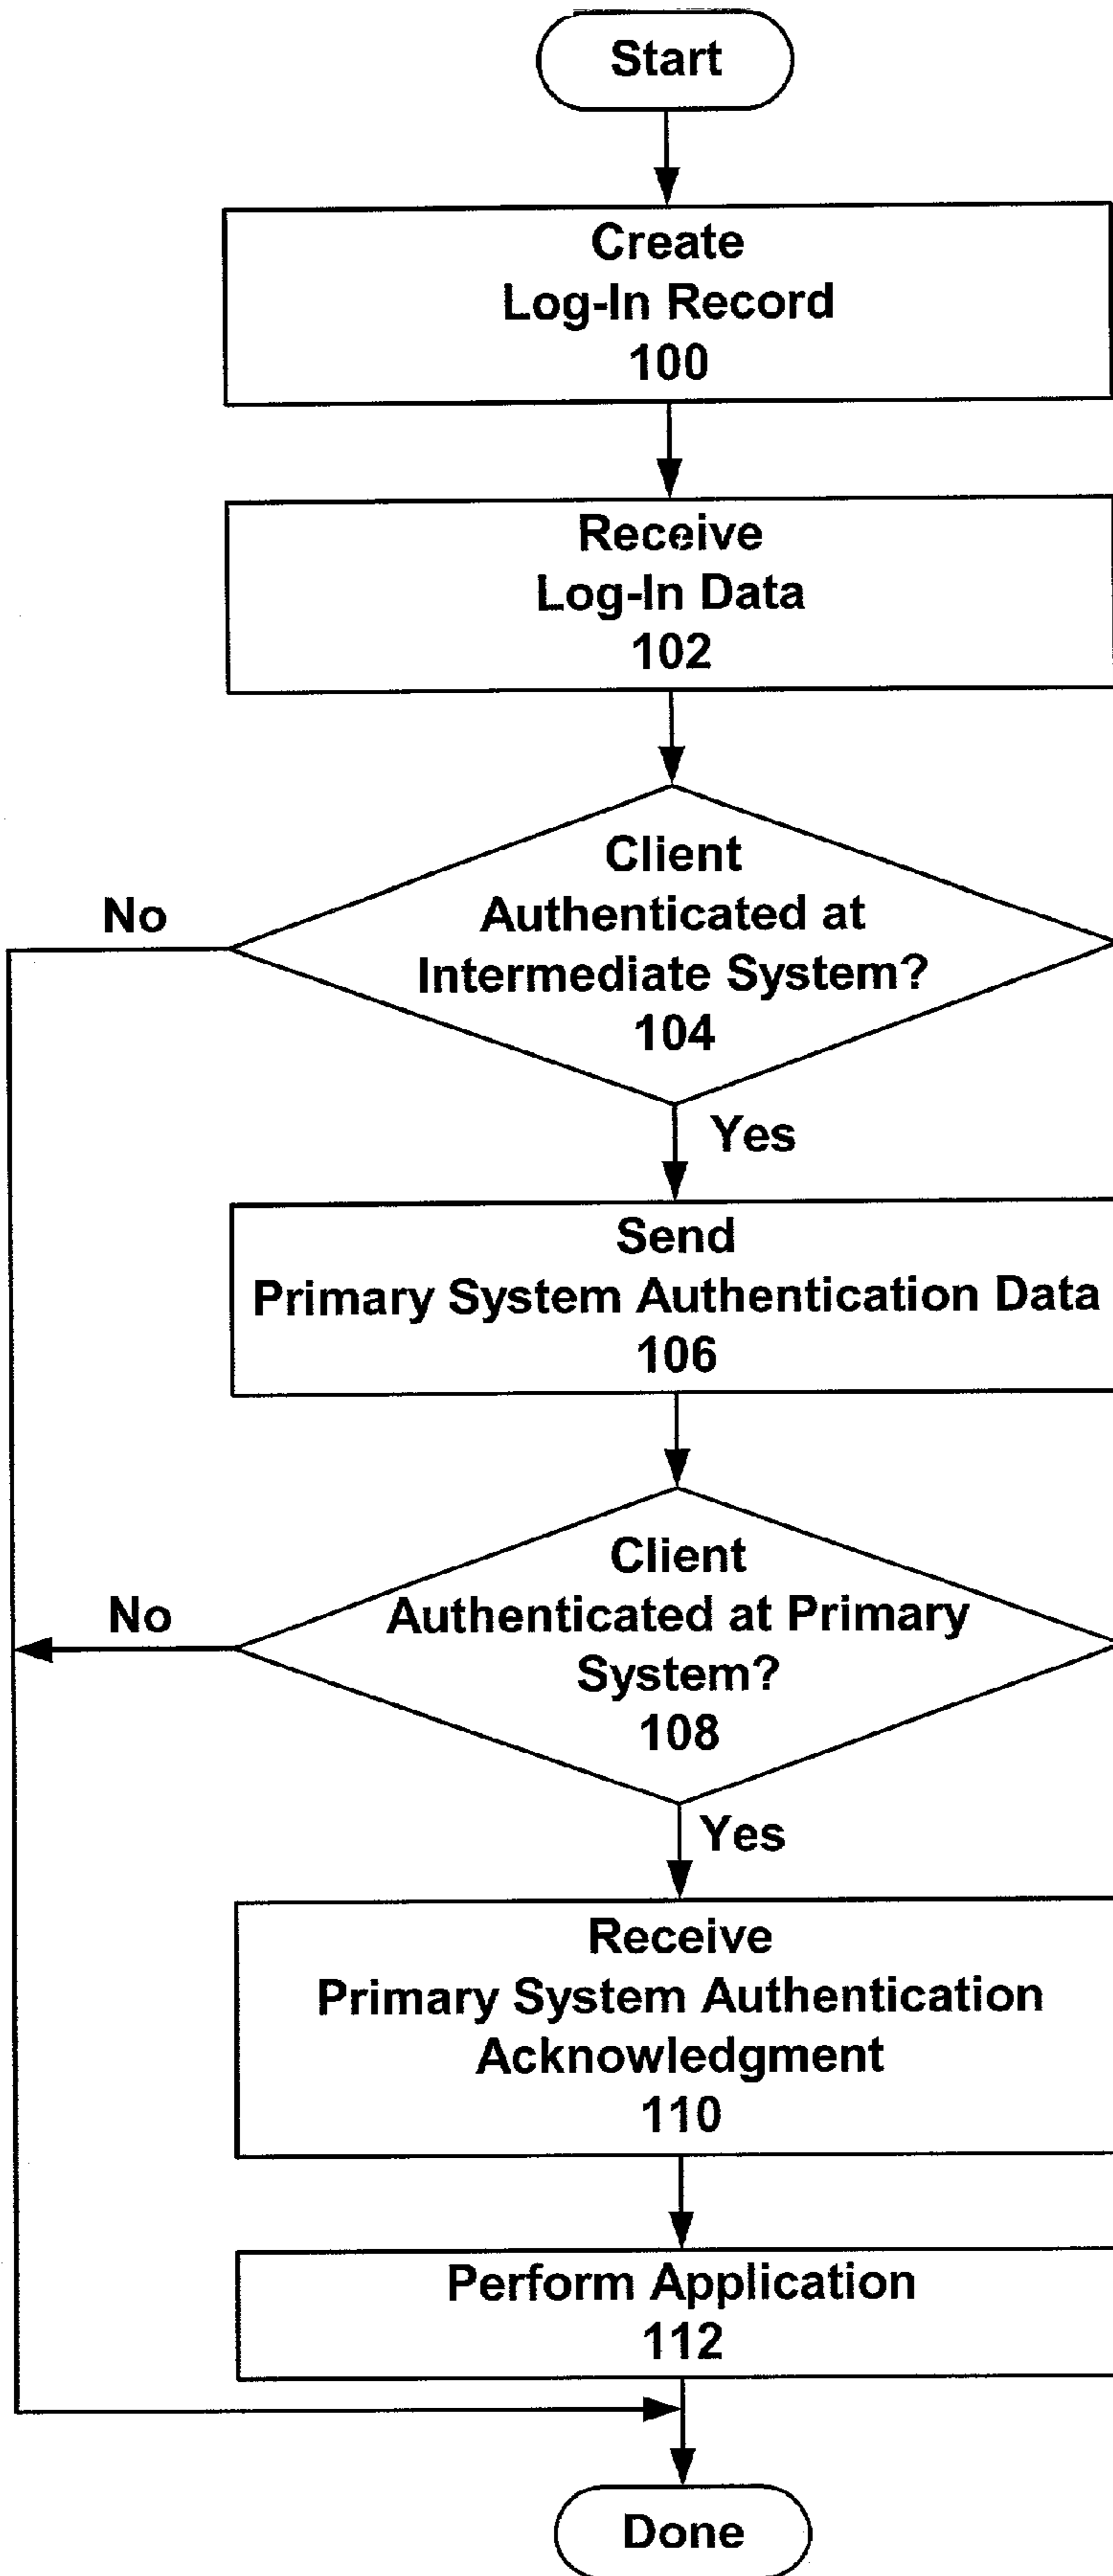 Start
Create
Log-In Record
100
Receive
Log-In Data
102
Client
Authenticated at
Intermediate System?
104
No
Yes
Send
Primary System Authentication Data
106
Client
Authenticated at Primary
System?
108
No
Yes
Receive
Primary System Authentication
Acknowledgment
110
Perform Application
112
Done